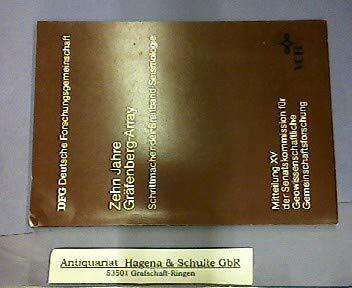 DFG Deutsche Forschungsgemeinschaft
Zehn Jahre
Gräfenberg-Array
Schrittmacher der Breitband-Seismologie
Mitteilung XV
der Senatskommission für
Geowissenschaftliche
Gemeinschaftsforschung
VCH
Antiquariat Hagena & Schulte GbR
53501 Grafschaft-Ringen